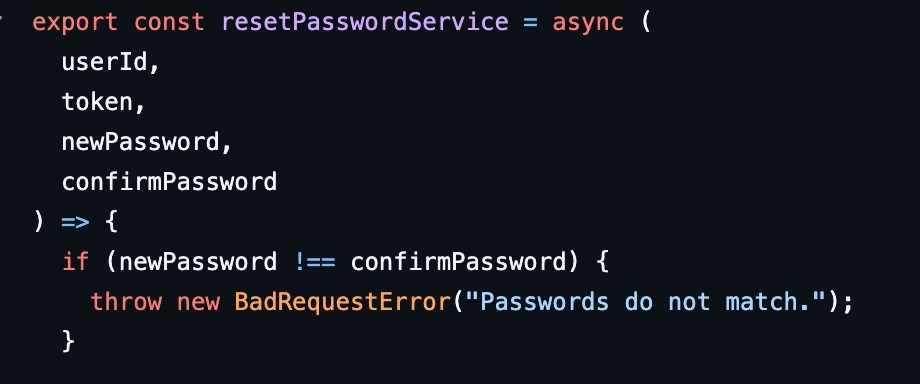 export const resetPasswordService = async (
  userId,
  token,
  newPassword,
  confirmPassword
) => {
  if (newPassword !== confirmPassword) {
    throw new BadRequestError("Passwords do not match.");
  }